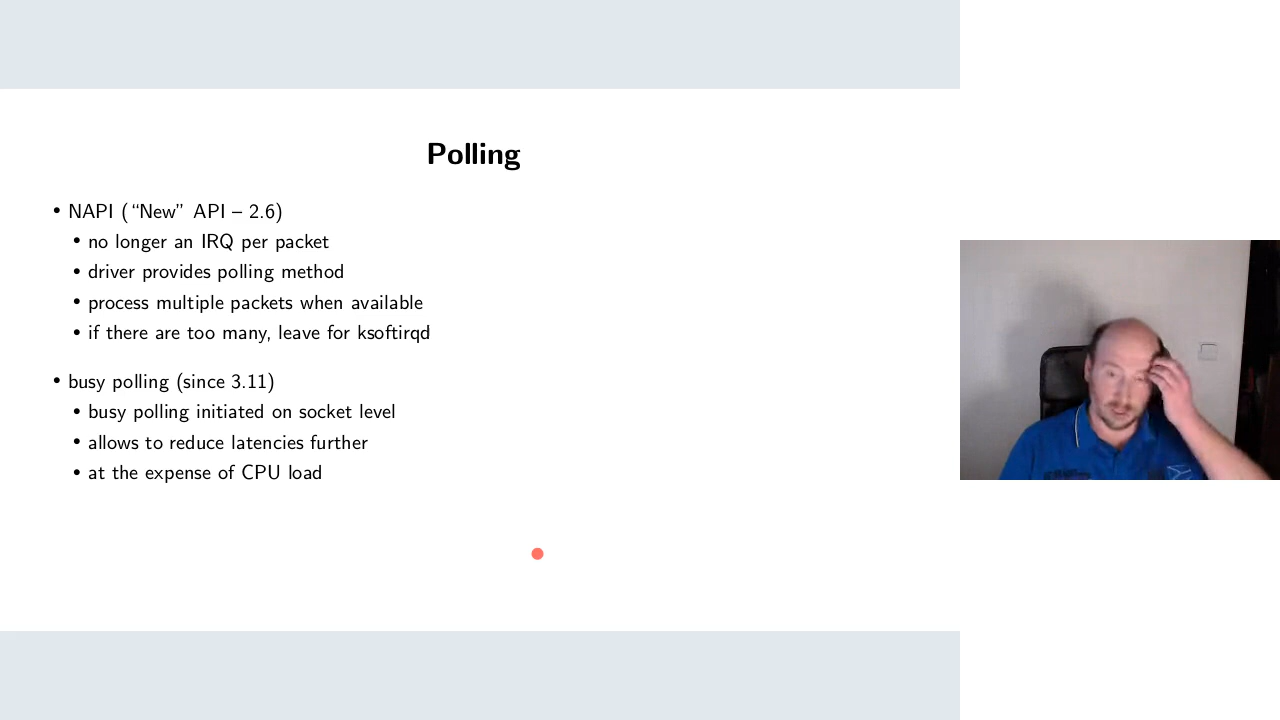 Polling
• NAPI (“New” API – 2.6)
• no longer an IRQ per packet
• driver provides polling method
• process multiple packets when available
• if there are too many, leave for ksoftirqd
• busy polling (since 3.11)
• busy polling initiated on socket level
• allows to reduce latencies further
• at the expense of CPU load